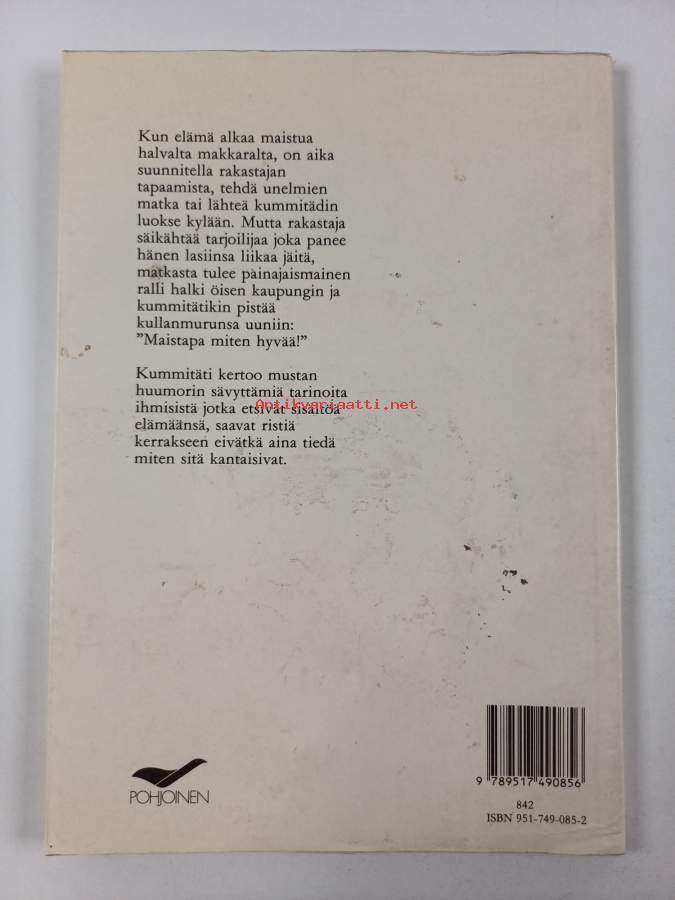 Kun elämä alkaa maistua
halvalta makkaralta, on aika
suunnitella rakastajan
tapaamista, tehdä unelmien
matka tai lähteä kummitädin
luokse kylään. Mutta rakastaja
säikähtää tarjoilijaa joka panee
hänen lasiinsa liikaa jäitä,
matkasta tulee painajaismainen
ralli halki öisen kaupungin ja
kummitätikin pistää
kullanmurunsa uuniin:
”Maistapa miten hyvää!”
Kummitäti kertoo mustan
huumorin sävyttämiä tarinoita
ihmisistä jotka etsivät sisältöä
Antikvariaatti.net
elämäänsä, saavat ristiä
kerrakseen eivätkä aina tiedä
miten sitä kantaisivat.
POHJOINEN
9 789517 490856
842
ISBN 951-749-085-2